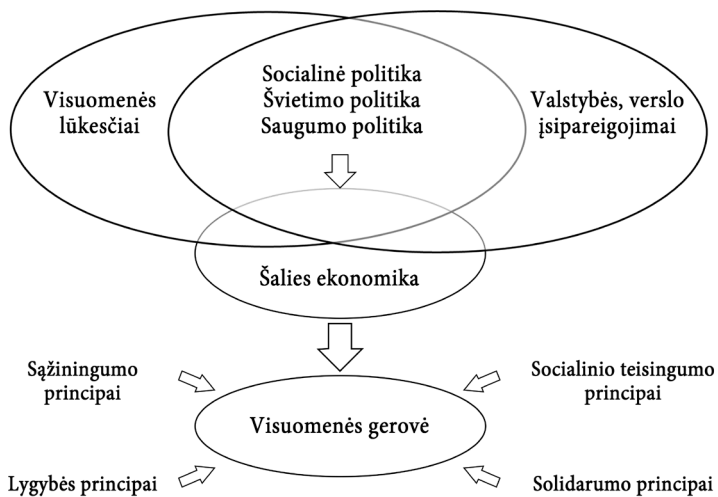 Visuomenės
lūkesčiai
Socialinė politika
Švietimo politika
Saugumo politika
Valstybės, verslo
įsipareigojimai
Šalies ekonomika
Sąžiningumo
principai
Socialinio teisingumo
principai
Visuomenės gerovė
Lygybės principai
Solidarumo principai